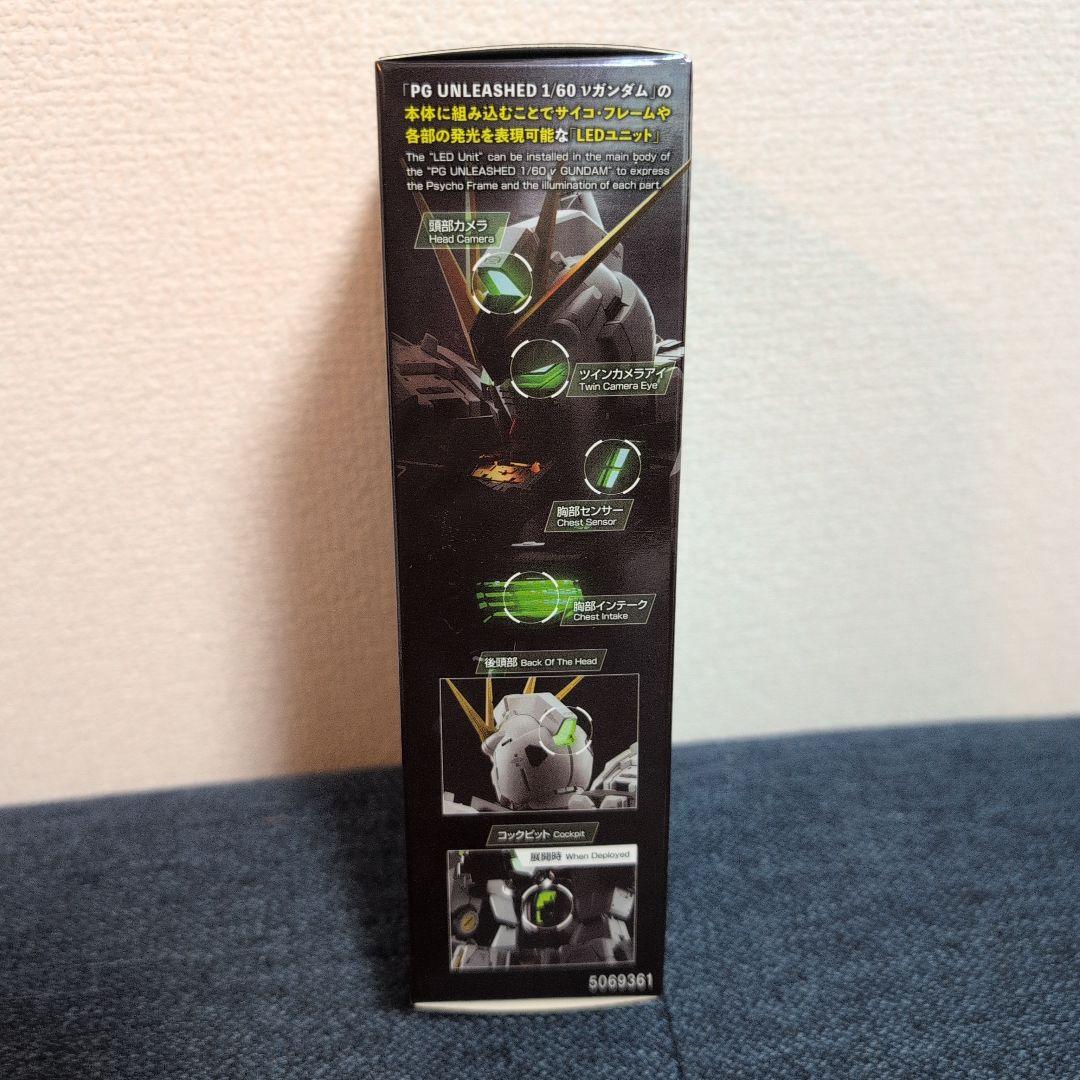 「PG UNLEASHED 1/60 νガンダム」の
本体に組み込むことでサイコ・フレームや
各部の発光を表現可能な「LEDユニット」
The "LED Unit" can be installed in the main body of
the "PG UNLEASHED 1/60 ν GUNDAM" to express
the Psycho Frame and the illumination of each part.
頭部カメラ
Head Camera
ツインカメラアイ
Twin Camera Eye
胸部センサー
Chest Sensor
胸部インテーク
Chest Intake
後頭部 Back Of The Head
コックピット Cockpit
展開時 When Deployed
5069361